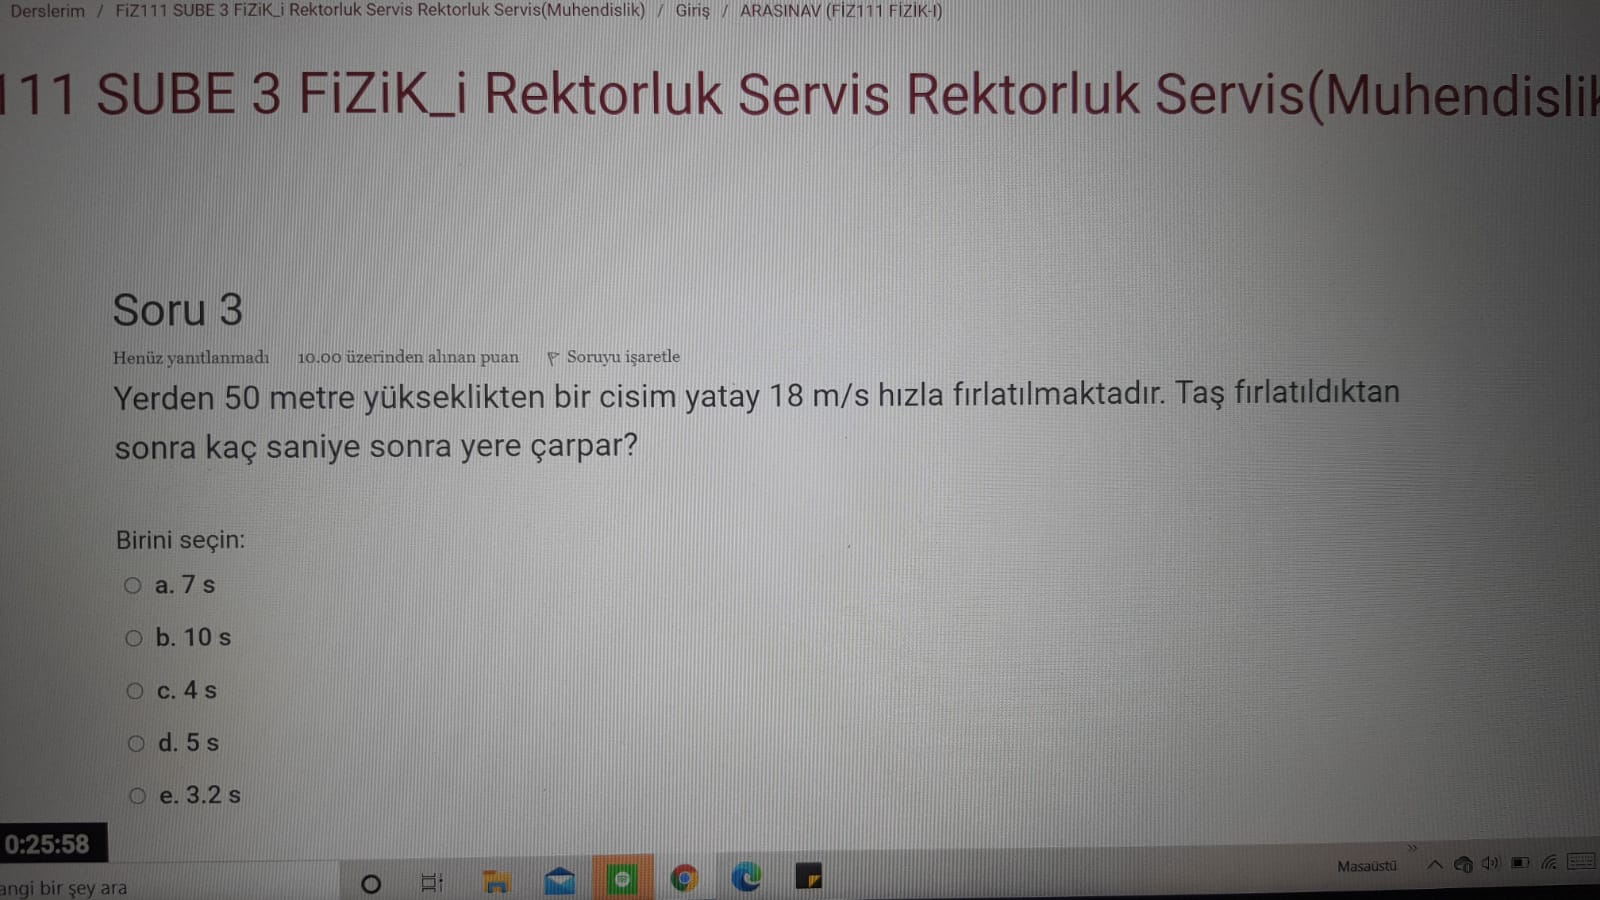 Derslerim / FiZ111 SUBE 3 FiZiK_i Rektorluk Servis Rektorluk Servis(Muhendislik) / Giriş / ARASINAV (FİZ111 FİZİK-I)
111 SUBE 3 FiZiK_i Rektorluk Servis Rektorluk Servis(Muhendislik
Soru 3
Henüz yanıtlanmadı 10.00 üzerinden alınan puan Soruyu işaretle
Yerden 50 metre yükseklikten bir cisim yatay 18 m/s hızla fırlatılmaktadır. Taş fırlatıldıktan
sonra kaç saniye sonra yere çarpar?
Birini seçin:
a. 7 s
b. 10 s
c. 4 s
d. 5 s
e. 3.2 s
0:25:58
angi bir şey ara
Masaüstü